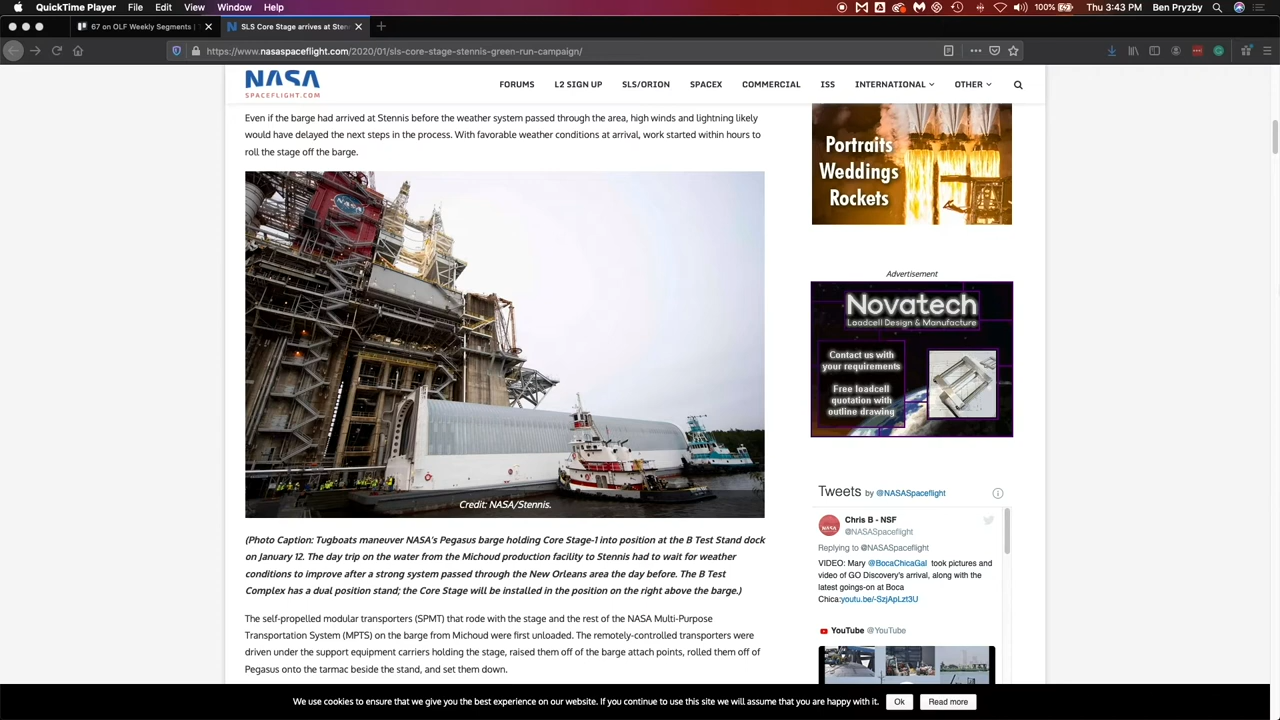 QuickTime Player File Edit View Window Help 100% Thu 3:43 PM Ben Pryzby
67 on OLF Weekly Segments | T
SLS Core Stage arrives at Sten
https://www.nasaspaceflight.com/2020/01/sls-core-stage-stennis-green-run-campaign/
NASA
SPACEFLIGHT.COM
FORUMS L2 SIGN UP SLS/ORION SPACEX COMMERCIAL ISS INTERNATIONAL OTHER
Even if the barge had arrived at Stennis before the weather system passed through the area, high winds and lightning likely
would have delayed the next steps in the process. With favorable weather conditions at arrival, work started within hours to
roll the stage off the barge.
Credit: NASA/Stennis.
(Photo Caption: Tugboats maneuver NASA's Pegasus barge holding Core Stage-1 into position at the B Test Stand dock
on January 12. The day trip on the water from the Michoud production facility to Stennis had to wait for weather
conditions to improve after a strong system passed through the New Orleans area the day before. The B Test
Complex has a dual position stand; the Core Stage will be installed in the position on the right above the barge.)
The self-propelled modular transporters (SPMT) that rode with the stage and the rest of the NASA Multi-Purpose
Transportation System (MPTS) on the barge from Michoud were first unloaded. The remotely-controlled transporters were
driven under the support equipment carriers holding the stage, raised them off of the barge attach points, rolled them off of
Pegasus onto the tarmac beside the stand, and set them down.
Portraits
Weddings
Rockets
Advertisement
Novatech
Loadcell Design & Manufacture
Contact us with
your requirements
Free loadcell
quotation with
outline drawing
Tweets by @NASASpaceflight
Chris B - NSF
@NASASpaceflight
Replying to @NASASpaceflight
VIDEO: Mary @BocaChicaGal took pictures and
video of GO Discovery's arrival, along with the
latest goings-on at Boca
Chica:youtu.be/-SzjApLzt3U
YouTube @YouTube
We use cookies to ensure that we give you the best experience on our website. If you continue to use this site we will assume that you are happy with it. Ok Read more